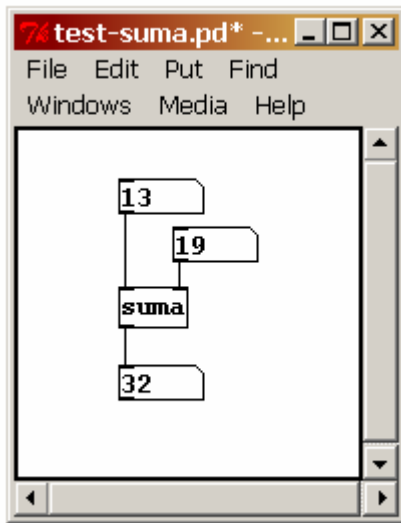 test-suma.pd* -...
File Edit Put Find
Windows Media Help
13
19
suma
32